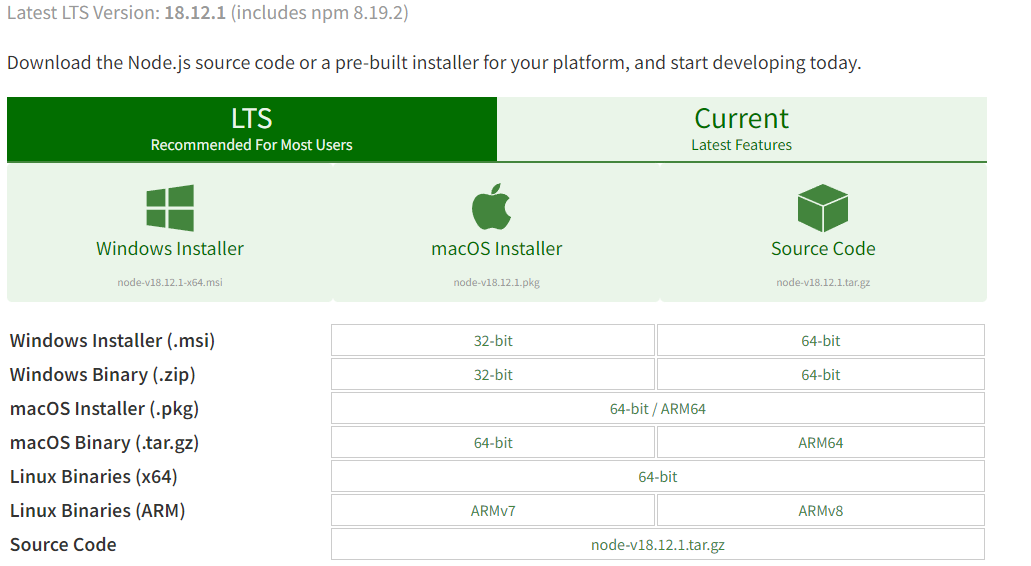 Latest LTS Version: 18.12.1 (includes npm 8.19.2)
Download the Node.js source code or a pre-built installer for your platform, and start developing today.
LTS
Recommended For Most Users
Current
Latest Features
Windows Installer
node-v18.12.1-x64.msi
macOS Installer
node-v18.12.1.pkg
Source Code
node-v18.12.1.tar.gz
Windows Installer (.msi) 32-bit 64-bit
Windows Binary (.zip) 32-bit 64-bit
macOS Installer (.pkg) 64-bit / ARM64
macOS Binary (.tar.gz) 64-bit ARM64
Linux Binaries (x64) 64-bit
Linux Binaries (ARM) ARMv7 ARMv8
Source Code node-v18.12.1.tar.gz